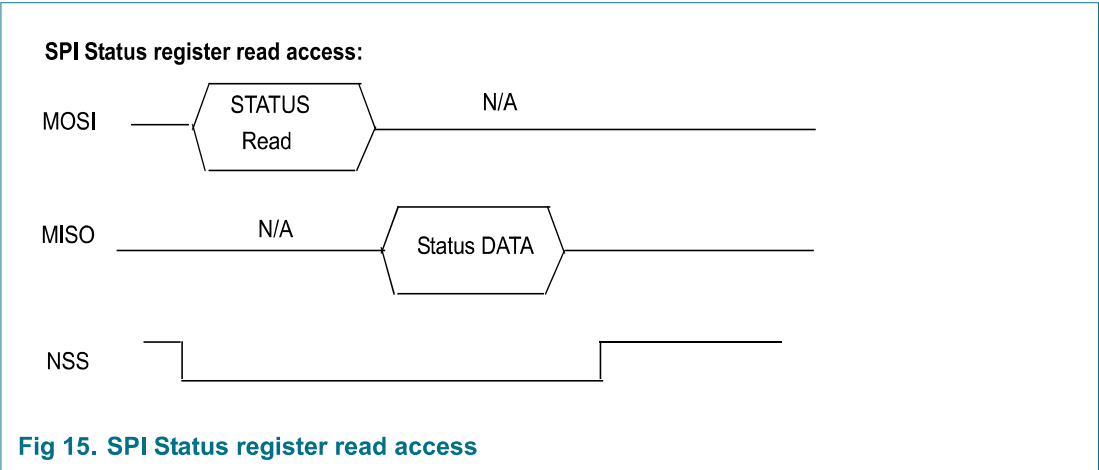 SPI Status register read access:
MOSI
STATUS
Read
N/A
MISO
N/A
Status DATA
NSS
Fig 15. SPI Status register read access